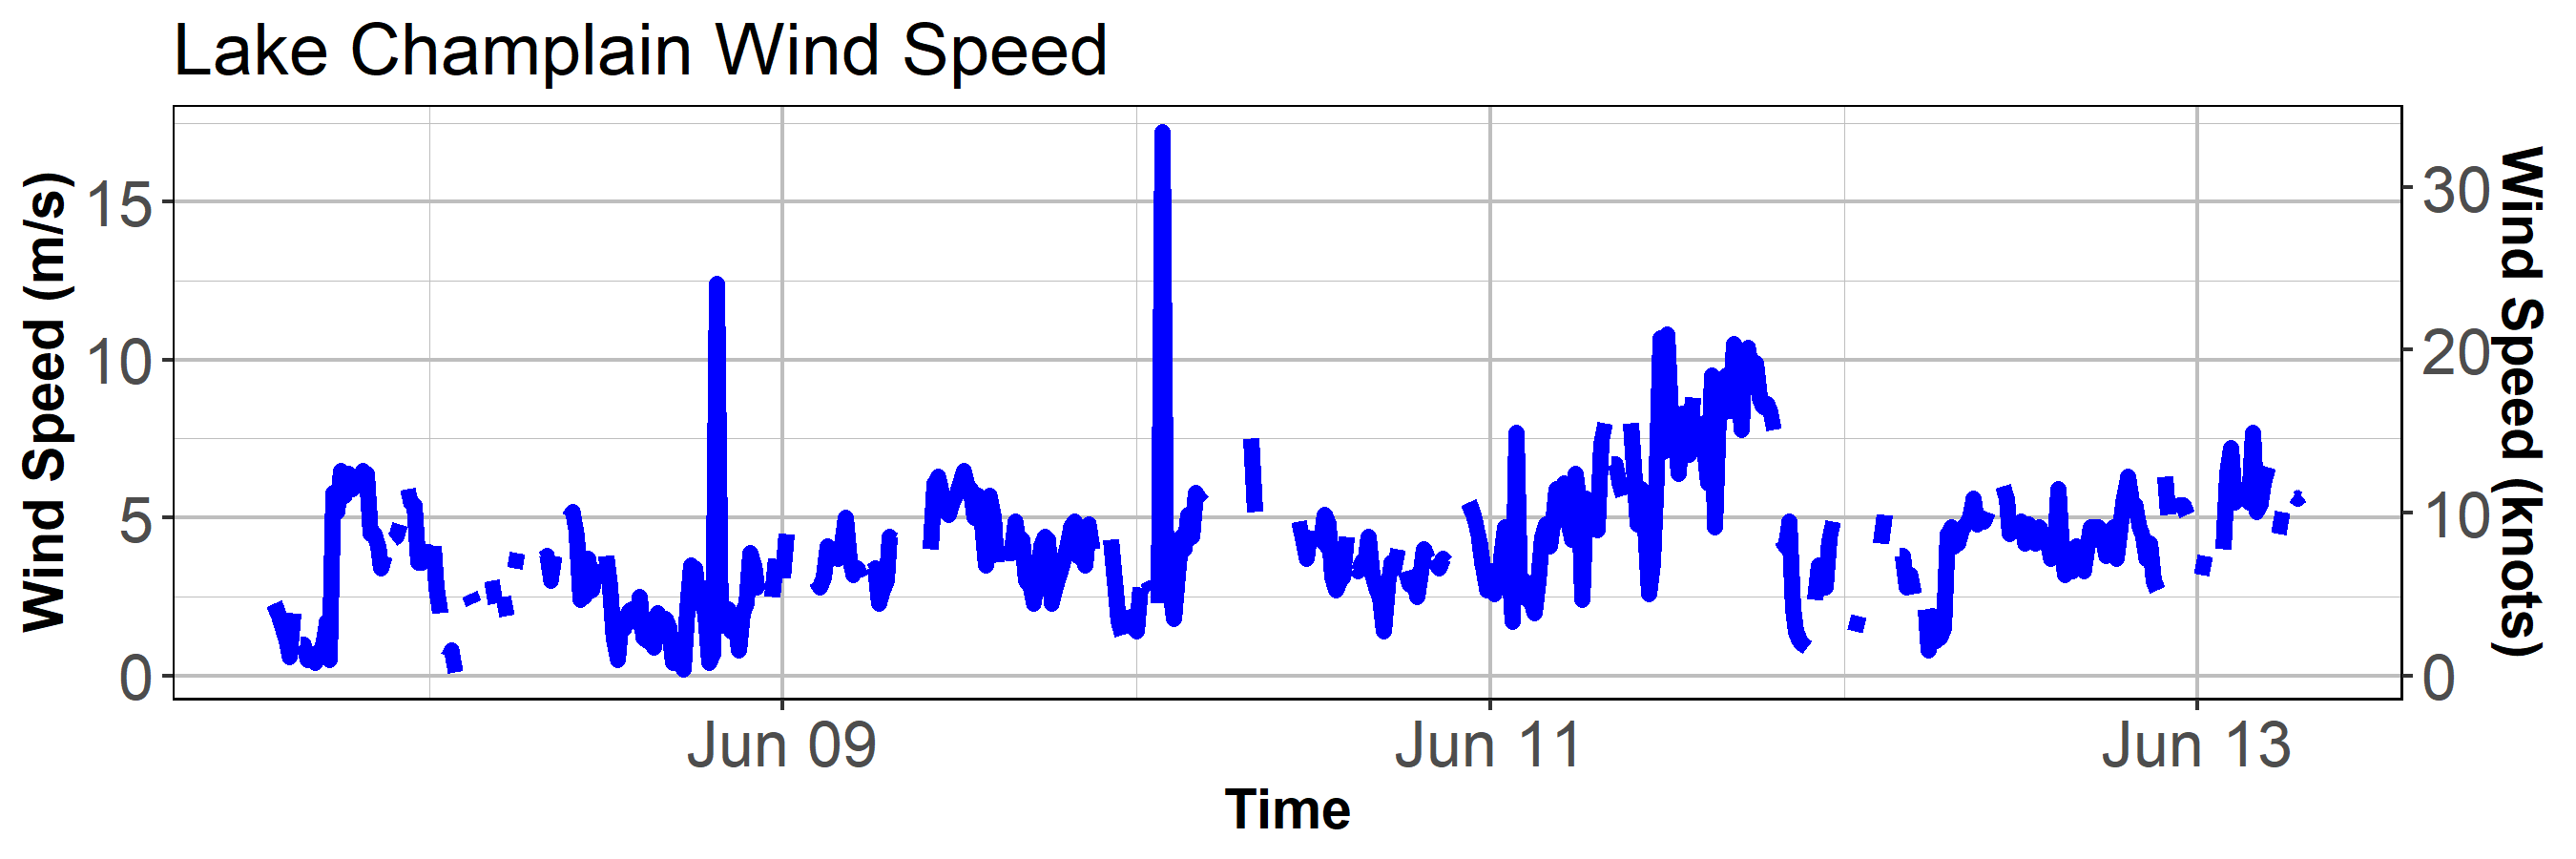 Lake Champlain Wind Speed
Wind Speed (m/s)
15
10
5
0
30
20
10
0
Wind Speed (knots)
Jun 09
Jun 11
Jun 13
Time